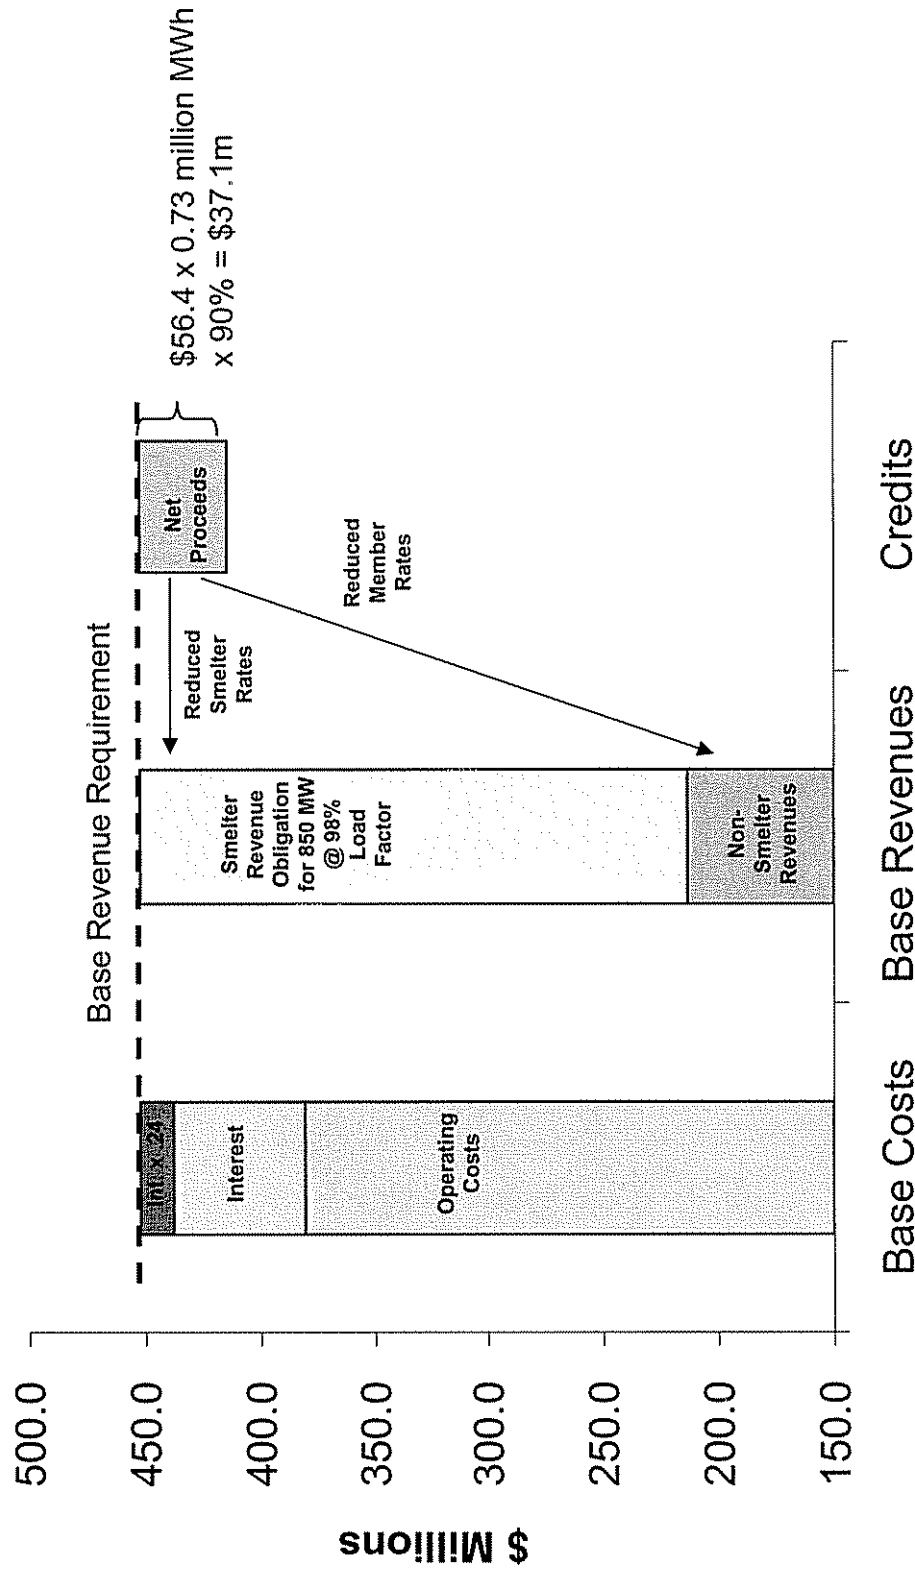 $56.4 x 0.73 million MWh
x 90% = $37.1m
Base Revenue Requirement
500.0
450.0
400.0
350.0
300.0
250.0
200.0
150.0
$ Millions
Int. x .24
Interest
Operating
Costs
Smelter
Revenue
Obligation
for 850 MW
@ 98%
Load
Factor
Non-
Smelter
Revenues
Reduced
Smelter
Rates
Reduced
Member
Rates
Net
Proceeds
Base Costs
Base Revenues
Credits